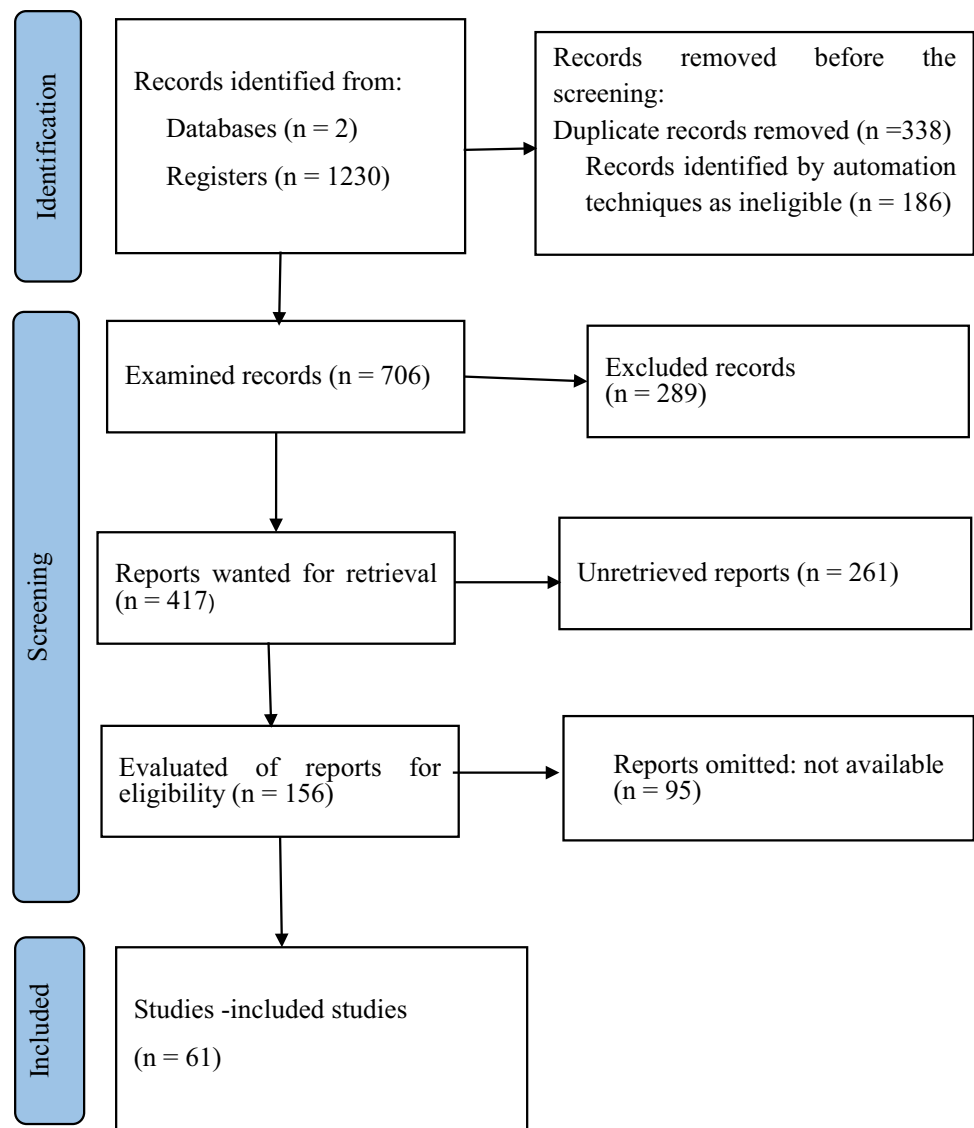 Identification
Records identified from:
Databases (n = 2)
Registers (n = 1230)
Records removed before the
screening:
Duplicate records removed (n =338)
Records identified by automation
techniques as ineligible (n = 186)
Screening
Examined records (n = 706)
Excluded records
(n = 289)
Reports wanted for retrieval
(n = 417)
Unretrieved reports (n = 261)
Evaluated of reports for
eligibility (n = 156)
Reports omitted: not available
(n = 95)
Included
Studies -included studies
(n = 61)